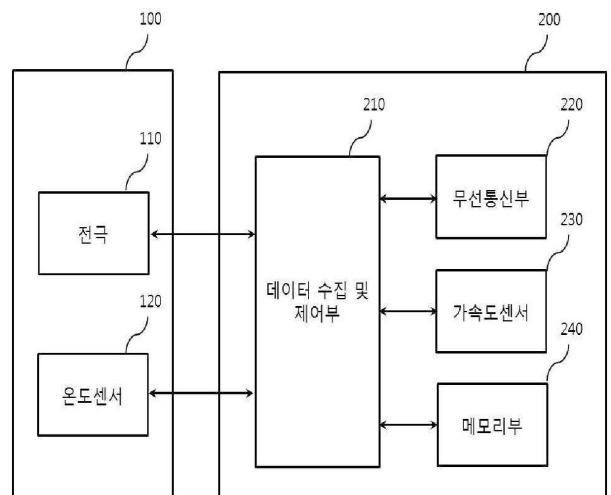 100
200
110
전극
120
온도센서
210
데이터 수집 및
제어부
220
무선통신부
230
가속도센서
240
메모리부